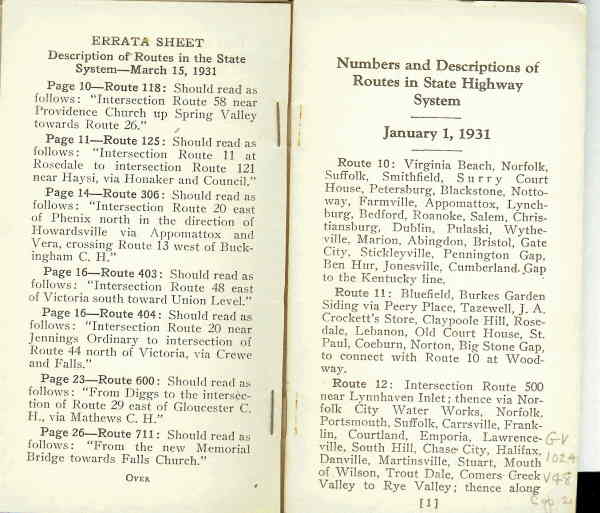 ERRATA SHEET
Description of Routes in the State
System—March 15, 1931
Page 10—Route 118: Should read as
follows: "Intersection Route 58 near
Providence Church up Spring Valley
towards Route 26."
Page 11—Route 125: Should read as
follows: "Intersection Route 11 at
Rosedale to intersection Route 121
near Haysi, via Honaker and Council."
Page 14—Route 306: Should read as
follows: "Intersection Route 20 east
of Phenix north in the direction of
Howardsville via Appomattox and
Vera, crossing Route 13 west of Buck-
ingham C. H."
Page 16—Route 403: Should read as
follows: "Intersection Route 48 east
of Victoria south toward Union Level."
Page 16—Route 404: Should read as
follows: "Intersection Route 20 near
Jennings Ordinary to intersection of
Route 44 north of Victoria, via Crewe
and Falls."
Page 23—Route 600: Should read as
follows: "From Diggs to the intersec-
tion of Route 29 east of Gloucester C.
H., via Mathews C. H."
Page 26—Route 711: Should read as
follows: "From the new Memorial
Bridge towards Falls Church."
OVER
Numbers and Descriptions of
Routes in State Highway
System
January 1, 1931
Route 10: Virginia Beach, Norfolk,
Suffolk, Smithfield, Surry Court
House, Petersburg, Blackstone, Notto-
way, Farmville, Appomattox, Lynch-
burg, Bedford, Roanoke, Salem, Chris-
tiansburg, Dublin, Pulaski, Wythe-
ville, Marion, Abingdon, Bristol, Gate
City, Stickleyville, Pennington Gap,
Ben Hur, Jonesville, Cumberland Gap
to the Kentucky line.
Route 11: Bluefield, Burkes Garden
Siding via Peery Place, Tazewell, J. A.
Crockett's Store, Claypoole Hill, Rose-
dale, Lebanon, Old Court House, St.
Paul, Coeburn, Norton, Big Stone Gap,
to connect with Route 10 at Wood-
way.
Route 12: Intersection Route 500
near Lynnhaven Inlet; thence via Nor-
folk City Water Works, Norfolk,
Portsmouth, Suffolk, Carrsville, Frank-
lin, Courtland, Emporia, Lawrence-
ville, South Hill, Chase City, Halifax,
Danville, Martinsville, Stuart, Mouth
of Wilson, Trout Dale, Comers Creek
Valley to Rye Valley; thence along
[1]
GV
1024
V48